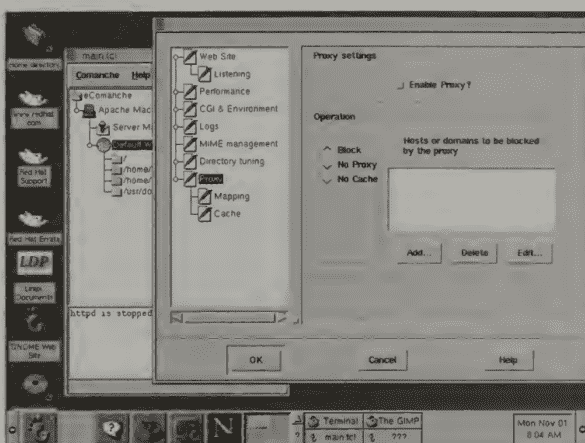 Home directory
www.redhat.com
Red Hat Support
Red Hat Errata
LDP
Linux Documents
GNOME Web Site
main.tcl
Comanche Help
eComanche
Apache Mac
Server M
Default W
/
/home/
/home/
/usr/do
httpd is stopped
Web Site
Listening
Performance
CGI & Environment
Logs
MIME management
Directory tuning
Proxy
Mapping
Cache
Proxy settings
Enable Proxy?
Operation
Block
No Proxy
No Cache
Hosts or domains to be blocked
by the proxy
Add...
Delete
Edit...
OK
Cancel
Help
N
Terminal
The GIMP
main.tcl
???
Mon Nov 01
8:04 AM